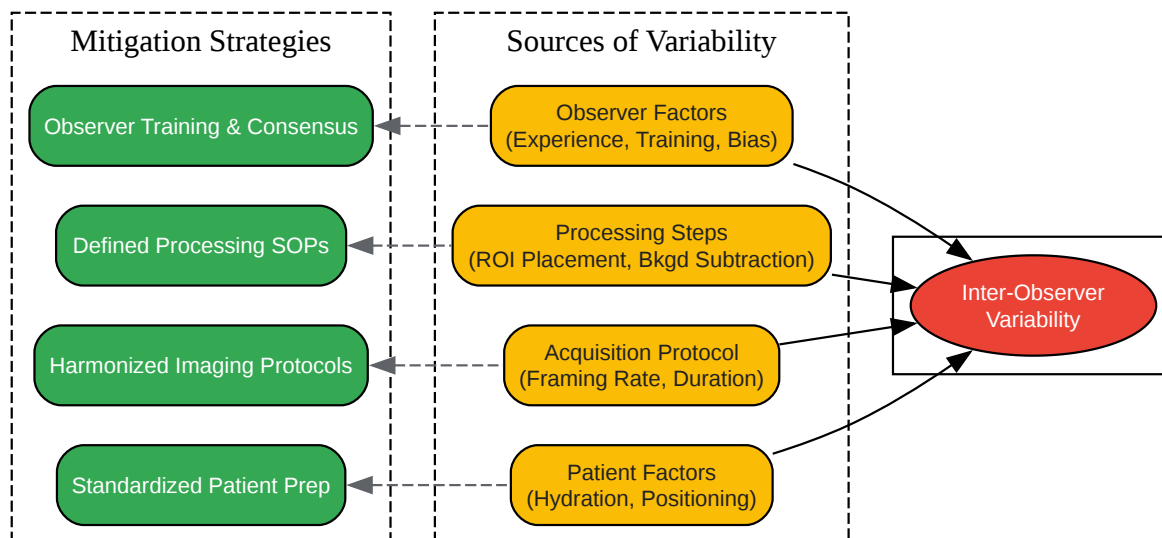 Mitigation Strategies
Observer Training & Consensus
Defined Processing SOPs
Harmonized Imaging Protocols
Standardized Patient Prep
Sources of Variability
Observer Factors
(Experience, Training, Bias)
Processing Steps
(ROI Placement, Bkgd Subtraction)
Acquisition Protocol
(Framing Rate, Duration)
Patient Factors
(Hydration, Positioning)
Inter-Observer
Variability